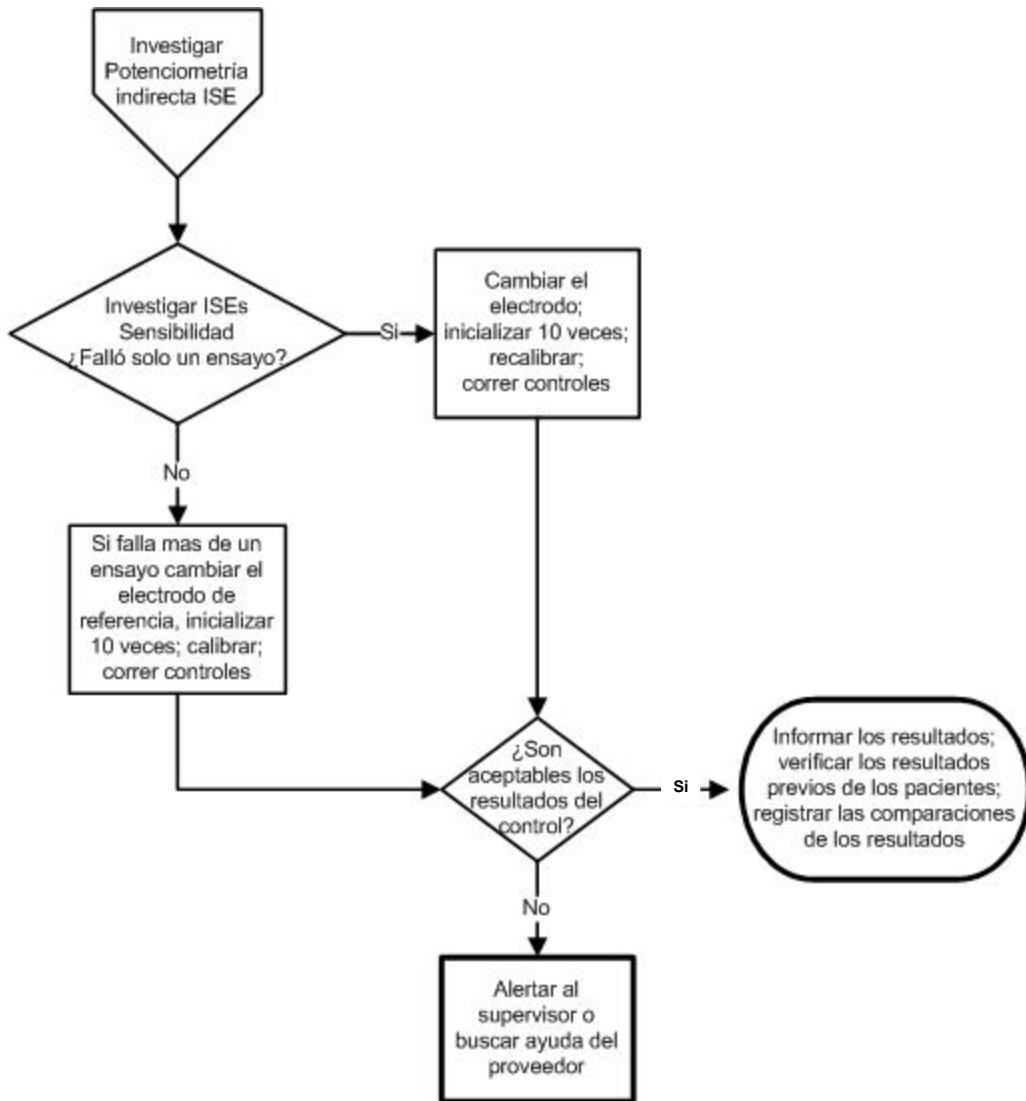 Investigar
Potenciometría
indirecta ISE
Investigar ISEs
Sensibilidad
¿Falló solo un ensayo?
Si
Cambiar el
electrodo;
inicializar 10 veces;
recalibrar;
correr controles
No
Si falla mas de un
ensayo cambiar el
electrodo de
referencia, inicializar
10 veces; calibrar;
correr controles
¿Son
aceptables los
resultados del
control?
Si
Informar los resultados;
verificar los resultados
previos de los pacientes;
registrar las comparaciones
de los resultados
No
Alertar al
supervisor o
buscar ayuda del
proveedor